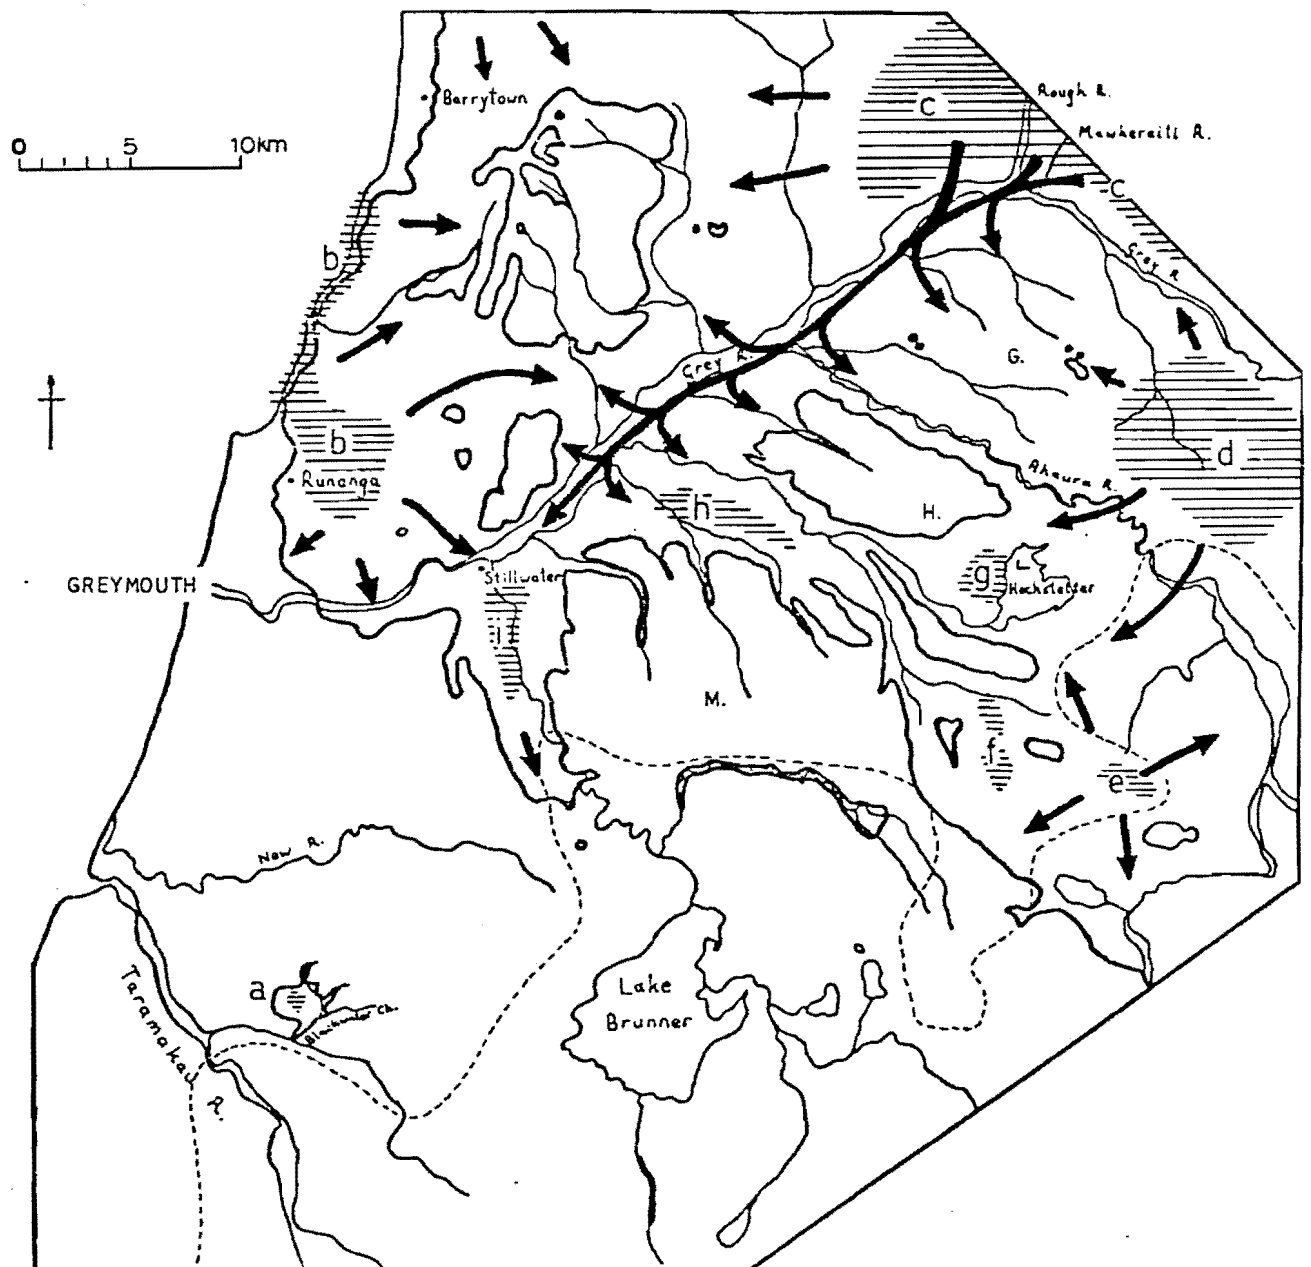 c
Rough R.
Mawheraiti R.
Barrytown
0 5 10km
c
b
Grey R.
Grey R.
G.
b
d
Runanga
Ahaura R.
h
H.
g
L.
Hochstetter
Stillwater
GREYMOUTH
i
M.
f
e
New R.
a
Blackwater Ck.
Lake
Brunner
Taramakau
R.